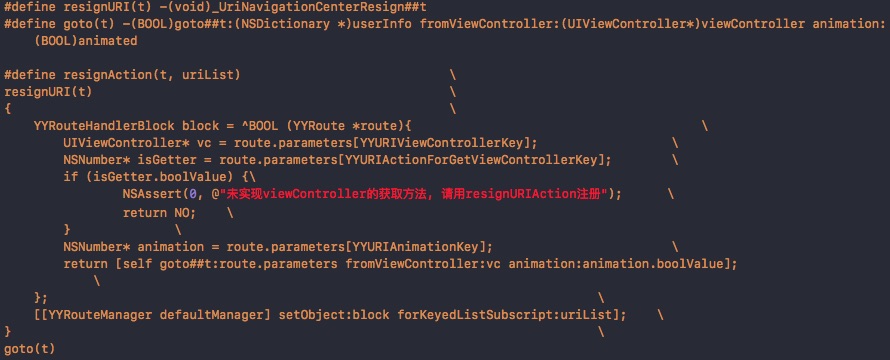 #define resignURI(t) -(void)_UriNavigationCenterResign##t
#define goto(t) -(BOOL)goto##t:(NSDictionary *)userInfo fromViewController:(UIViewController*)viewController animation:
(BOOL)animated
#define resignAction(t, uriList) \
resignURI(t) \
{ \
YYRouteHandlerBlock block = ^BOOL (YYRoute *route){ \
UIViewController* vc = route.parameters[YYURIViewControllerKey]; \
NSNumber* isGetter = route.parameters[YYURIActionForGetViewControllerKey]; \
if (isGetter.boolValue) {\
NSAssert(0, @"未实现viewController的获取方法, 请用resignURIAction注册"); \
return NO; \
} \
NSNumber* animation = route.parameters[YYURIAnimationKey]; \
return [self goto##t:route.parameters fromViewController:vc animation:animation.boolValue];
\
}; \
[[YYRouteManager defaultManager] setObject:block forKeyedListSubscript:uriList]; \
} \
goto(t)